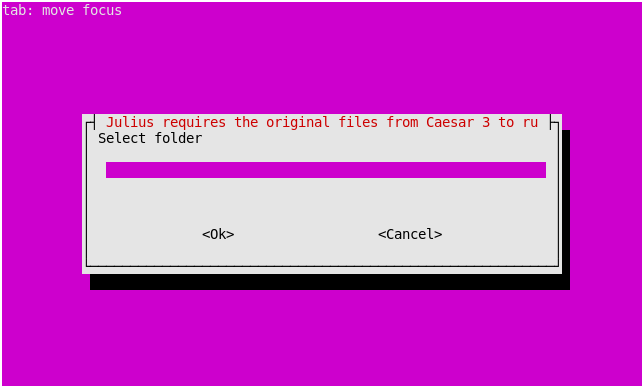 tab: move focus
Julius requires the original files from Caesar 3 to ru
Select folder
<Ok>
<Cancel>